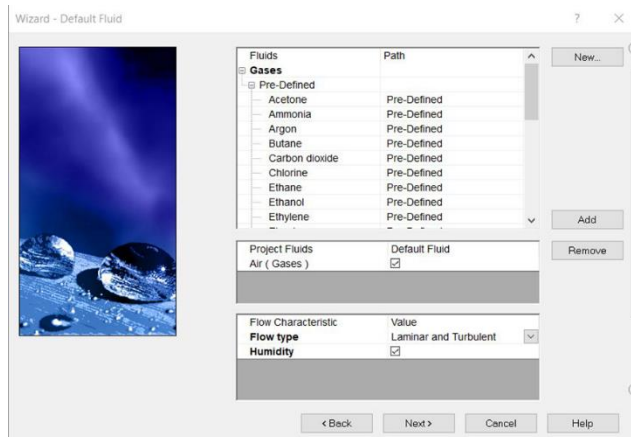 Wizard - Default Fluid ? ×
Fluids Path
Gases
Pre-Defined
Acetone Pre-Defined
Ammonia Pre-Defined
Argon Pre-Defined
Butane Pre-Defined
Carbon dioxide Pre-Defined
Chlorine Pre-Defined
Ethane Pre-Defined
Ethanol Pre-Defined
Ethylene Pre-Defined
New...
Add
Project Fluids Default Fluid
Air ( Gases )
Remove
Flow Characteristic Value
Flow type Laminar and Turbulent
Humidity
< Back Next > Cancel Help